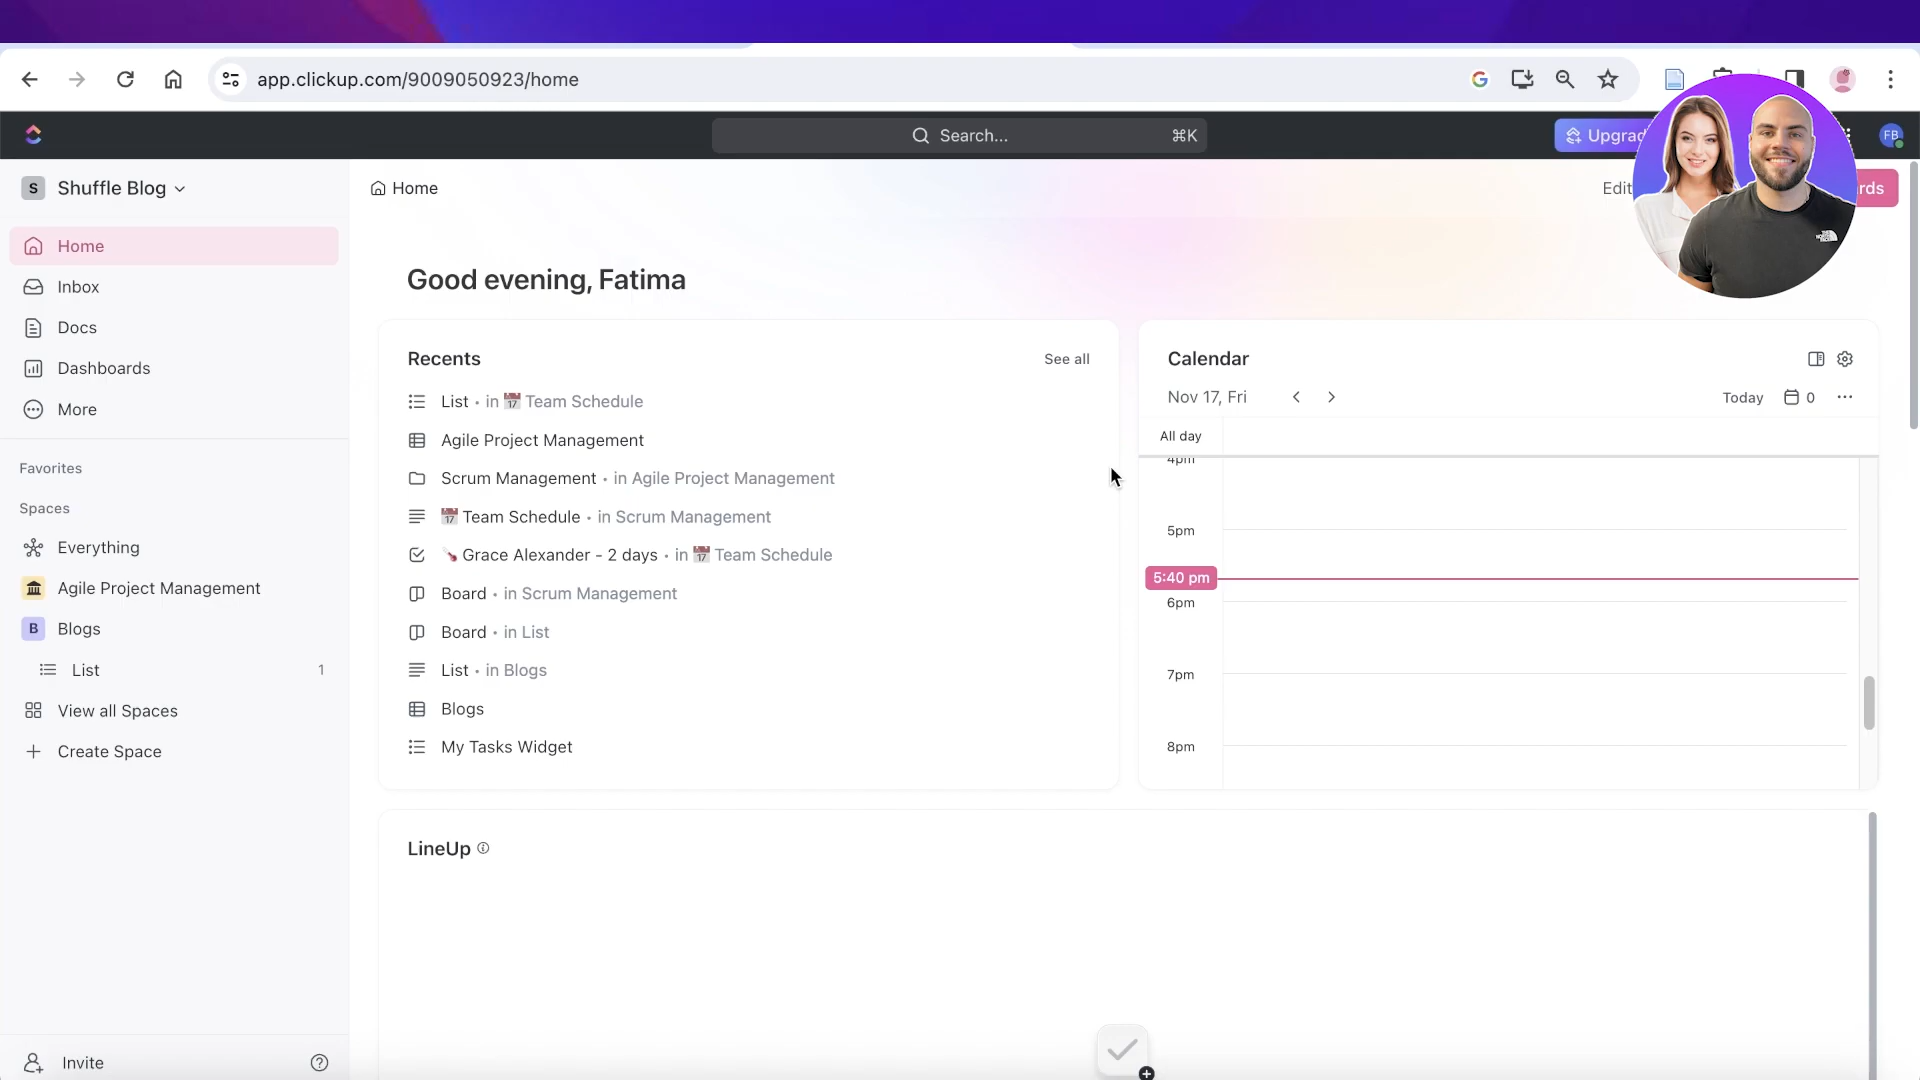 app.clickup.com/9009050923/home
Search... ⌘K
Upgrad
FB
S Shuffle Blog
Home
Edit
rds
Home
Inbox
Docs
Dashboards
More
Favorites
Spaces
Everything
Agile Project Management
B Blogs
List 1
View all Spaces
Create Space
Invite
Good evening, Fatima
Recents See all
List • in 📅 Team Schedule
Agile Project Management
Scrum Management • in Agile Project Management
📅 Team Schedule • in Scrum Management
Grace Alexander - 2 days • in 📅 Team Schedule
Board • in Scrum Management
Board • in List
List • in Blogs
Blogs
My Tasks Widget
Calendar
Nov 17, Fri Today 0
All day
4pm
5pm
5:40 pm
6pm
7pm
8pm
LineUp